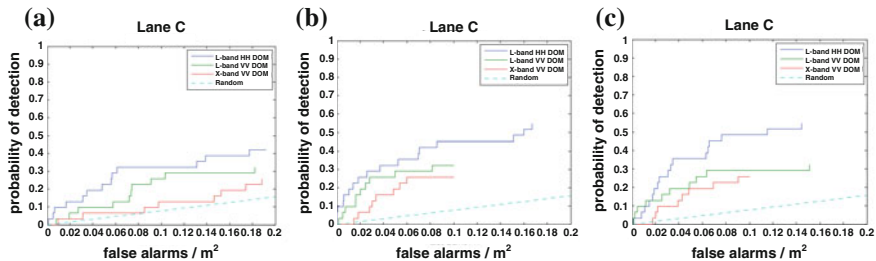 (a)
Lane C
probability of detection
1
0.9
0.8
0.7
0.6
0.5
0.4
0.3
0.2
0.1
0
L-band HH DOM
L-band VV DOM
X-band VV DOM
Random
0 0.02 0.04 0.06 0.08 0.1 0.12 0.14 0.16 0.18 0.2
false alarms / m2
(b)
Lane C
probability of detection
1
0.9
0.8
0.7
0.6
0.5
0.4
0.3
0.2
0.1
0
L-band HH DOM
L-band VV DOM
X-band VV DOM
Random
0 0.02 0.04 0.06 0.08 0.1 0.12 0.14 0.16 0.18 0.2
false alarms / m2
(c)
Lane C
probability of detection
1
0.9
0.8
0.7
0.6
0.5
0.4
0.3
0.2
0.1
0
L-band HH DOM
L-band VV DOM
X-band VV DOM
Random
0 0.02 0.04 0.06 0.08 0.1 0.12 0.14 0.16 0.18 0.2
false alarms / m2